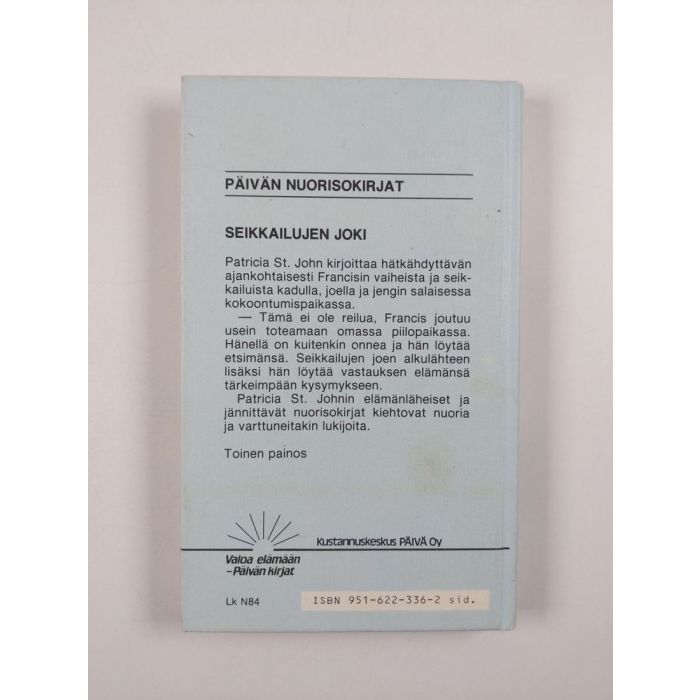 PÄIVÄN NUORISOKIRJAT
SEIKKAILUJEN JOKI
Patricia St. John kirjoittaa hätkähdyttävän
ajankohtaisesti Francisin vaiheista ja seik-
kailuista kadulla, joella ja jengin salaisessa
kokoontumispaikassa.
— Tämä ei ole reilua, Francis joutuu
usein toteamaan omassa piilopaikassa.
Hänellä on kuitenkin onnea ja hän löytää
etsimänsä. Seikkailujen joen alkulähteen
lisäksi hän löytää vastauksen elämänsä
tärkeimpään kysymykseen.
Patricia St. Johnin elämänläheiset ja
jännittävät nuorisokirjat kiehtovat nuoria
ja varttuneitakin lukijoita.
Toinen painos
Kustannuskeskus PÄIVÄ Oy
Valoa elämään
–Päivän kirjat
Lk N84
ISBN 951-622-336-2 sid.